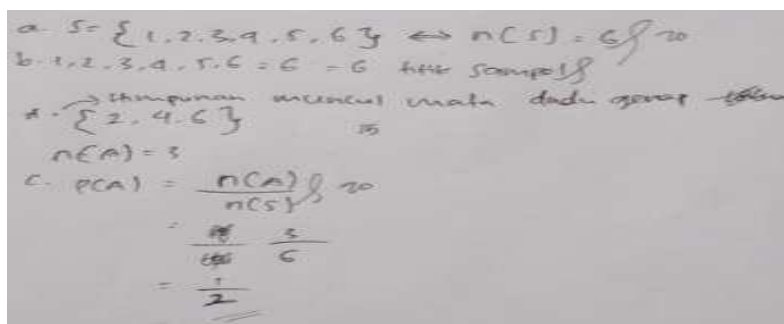 a. S = {1, 2, 3, 4, 5, 6} ↔ n(S) = 6 20
b. 1, 2, 3, 4, 5, 6 = 6 = 6 titik sampel
* → Himpunan muncul mata dadu genap
{2, 4, 6} 15
n(A) = 3
c. P(A) = n(A) / n(S) 20
= 3 / 6
= 1 / 2